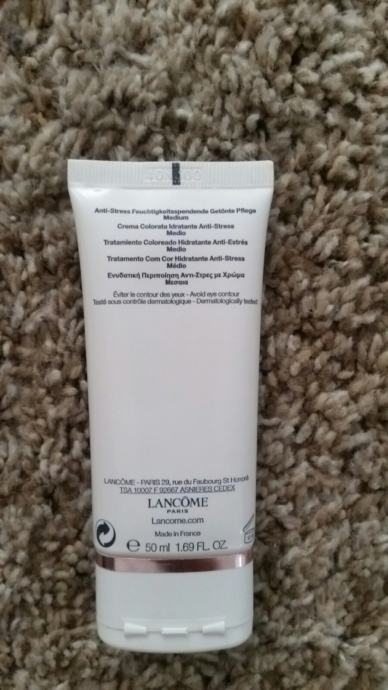 Anti-Stress Feuchtigkeitsspendende Getönte Pflege
Medium
Crema Colorata Idratante Anti-Stress
Medio
Tratamiento Coloreado Hidratante Anti-Estrés
Medio
Tratamento Com Cor Hidratante Anti-Stress
Médio
Ενυδατική Περιποίηση Αντι-Στρες με Χρώμα
Μεσαια
Éviter le contour des yeux - Avoid eye contour
Testé sous contrôle dermatologique - Dermatologically tested
LANCÔME - PARIS 29, rue du Faubourg St Honoré
TSA 10007 F 92667 ASNIERES CEDEX
LANCÔME
PARIS
Lancome.com
Made in France
e 50 ml 1.69 FL. OZ.